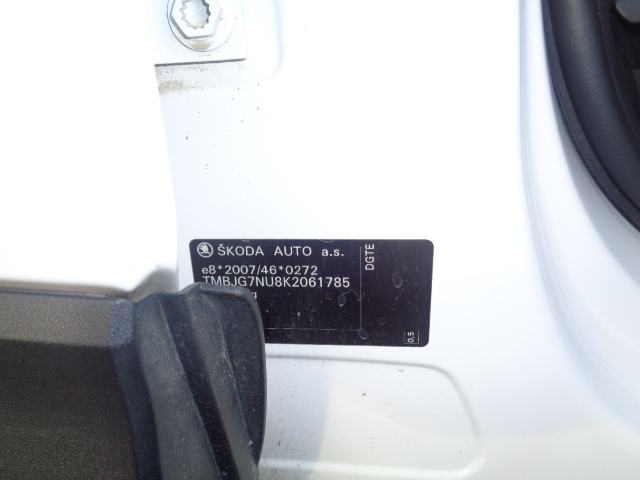 ŠKODA AUTO a.s.
e8*2007/46*0272
TMBJG7NU8K2061785
DGTE
0.5